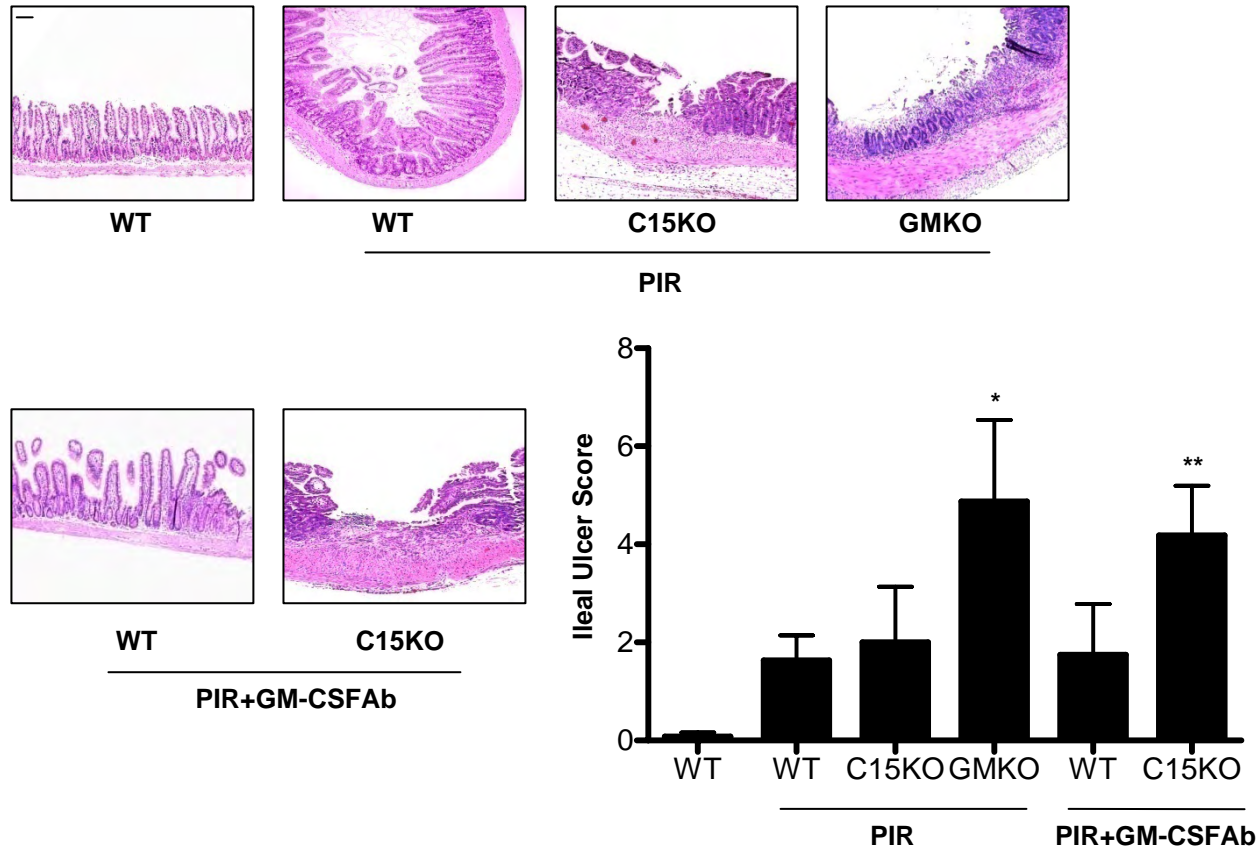 WT
WT
C15KO
GMKO
PIR
WT
C15KO
PIR+GM-CSFAb
Ileal Ulcer Score
8
6
4
2
0
*
**
WT
WT
C15KO
GMKO
WT
C15KO
PIR
PIR+GM-CSFAb